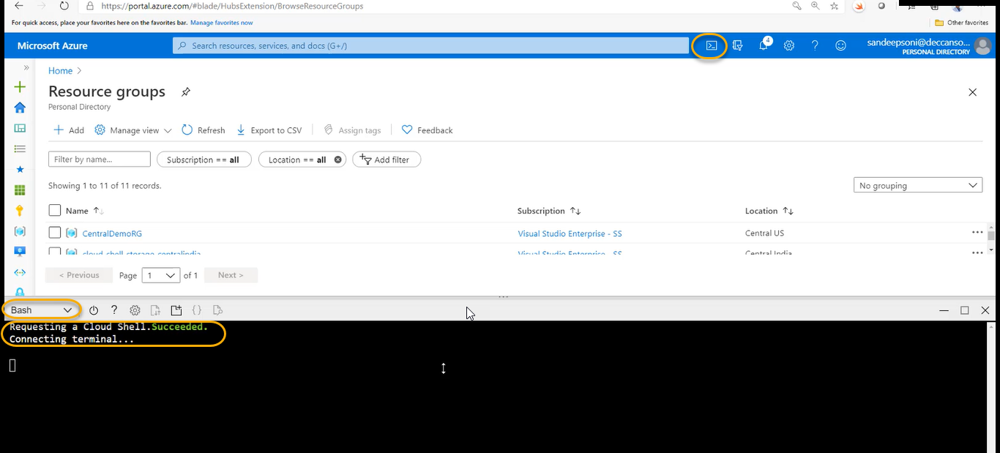 https://portal.azure.com/#blade/HubsExtension/BrowseResourceGroups
For quick access, place your favorites here on the favorites bar. Manage favorites now
Other favorites
Microsoft Azure
Search resources, services, and docs (G+/)
4
sandeepsoni@deccanso...
PERSONAL DIRECTORY
Home >
Resource groups
Personal Directory
Add
Manage view
Refresh
Export to CSV
Assign tags
Feedback
Filter by name...
Subscription == all
Location == all
Add filter
Showing 1 to 11 of 11 records.
No grouping
Name
Subscription
Location
CentralDemoRG
Visual Studio Enterprise - SS
Central US
cloud-shell-storage-centralindia
Visual Studio Enterprise - SS
Central India
< Previous
Page 1 of 1
Next >
Bash
Requesting a Cloud Shell.Succeeded.
Connecting terminal...